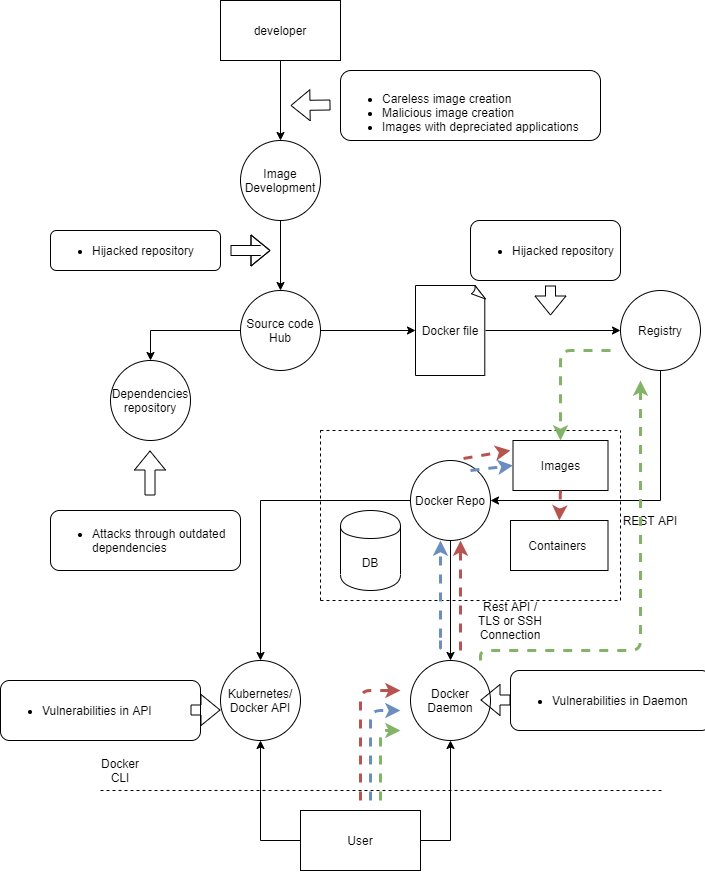 developer
Careless image creation
Malicious image creation
Images with depreciated applications
Image
Development
Hijacked repository
Hijacked repository
Source code
Hub
Docker file
Registry
Dependencies
repository
Images
Docker Repo
REST API
Attacks through outdated
dependencies
Containers
DB
Rest API /
TLS or SSH
Connection
Kubernetes/
Docker API
Docker
Daemon
Vulnerabilities in API
Vulnerabilities in Daemon
Docker
CLI
User